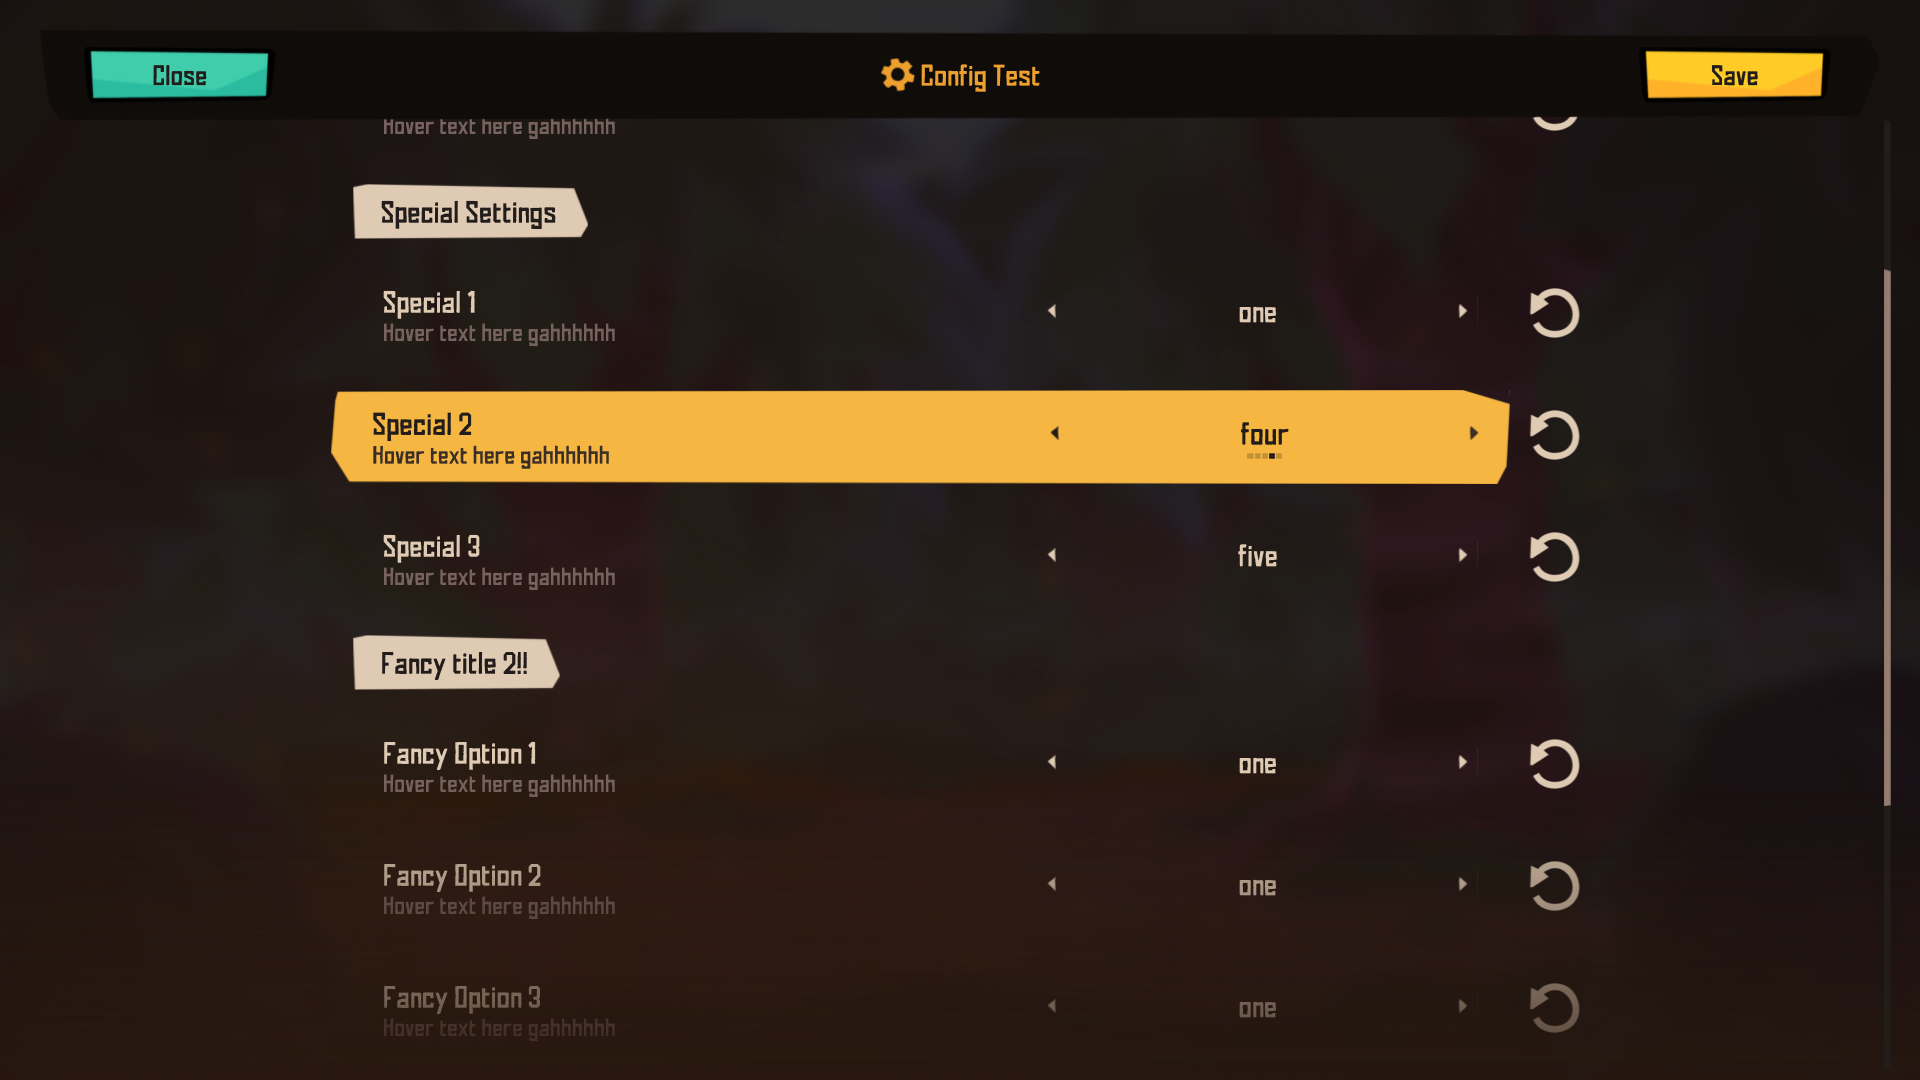 Close
Config Test
Save
Hover text here gahhhhhh
Special Settings
Special 1
Hover text here gahhhhhh
one
Special 2
Hover text here gahhhhhh
four
Special 3
Hover text here gahhhhhh
five
Fancy title 2!!
Fancy Option 1
Hover text here gahhhhhh
one
Fancy Option 2
Hover text here gahhhhhh
one
Fancy Option 3
Hover text here gahhhhhh
one